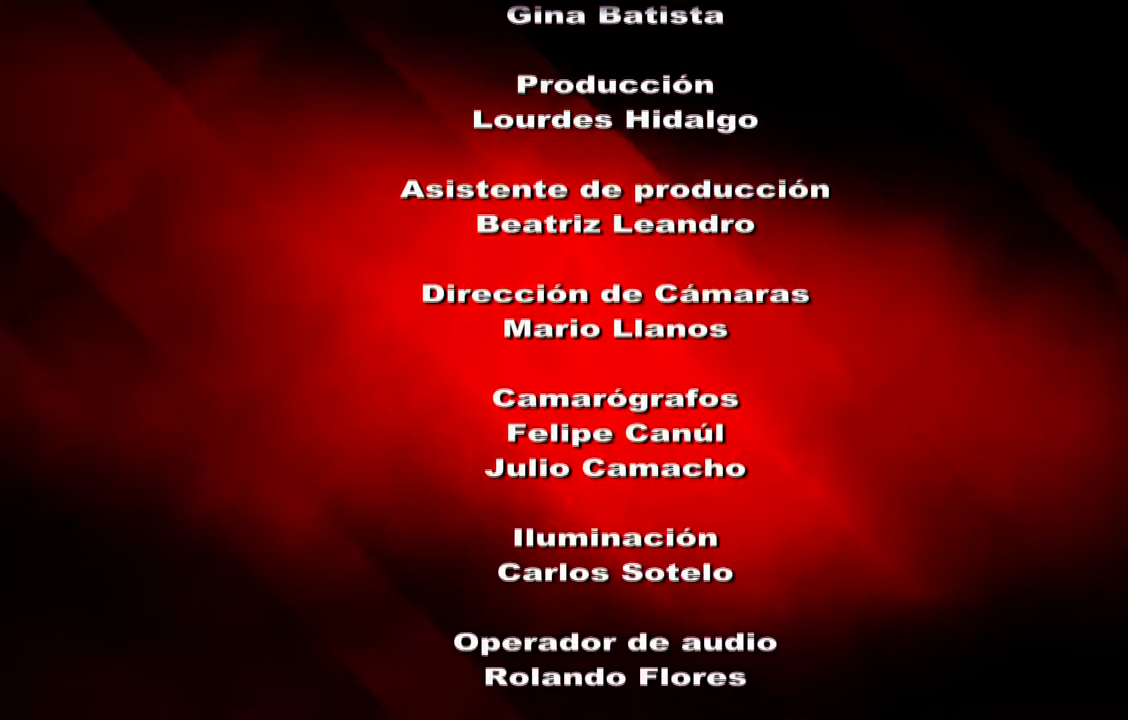 Gina Batista
Producción
Lourdes Hidalgo
Asistente de producción
Beatriz Leandro
Dirección de Cámaras
Mario Llanos
Camarógrafos
Felipe Canúl
Julio Camacho
Iluminación
Carlos Sotelo
Operador de audio
Rolando Flores